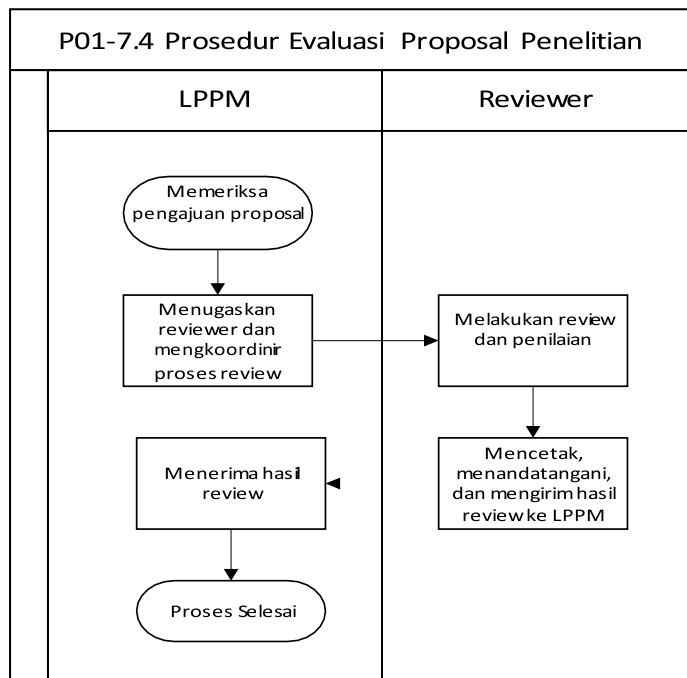 P01-7.4 Prosedur Evaluasi Proposal Penelitian
LPPM
Reviewer
Memeriksa
pengajuan proposal
Menugaskan
reviewer dan
mengkoordinir
proses review
Melakukan review
dan penilaian
Mencetak,
menandatangani,
dan mengirim hasil
review ke LPPM
Menerima hasil
review
Proses Selesai